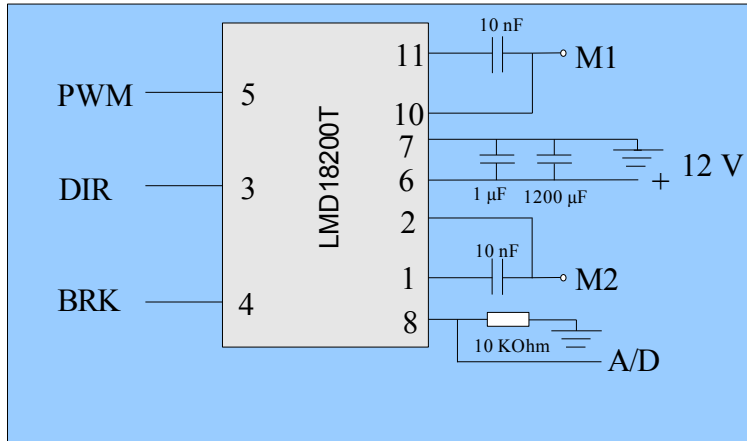 10 nF
11
M1
PWM
5
10
7
12 V
+
DIR
3
LMD18200T
6
1 µF
1200 µF
2
10 nF
BRK
4
1
M2
8
10 KOhm
A/D